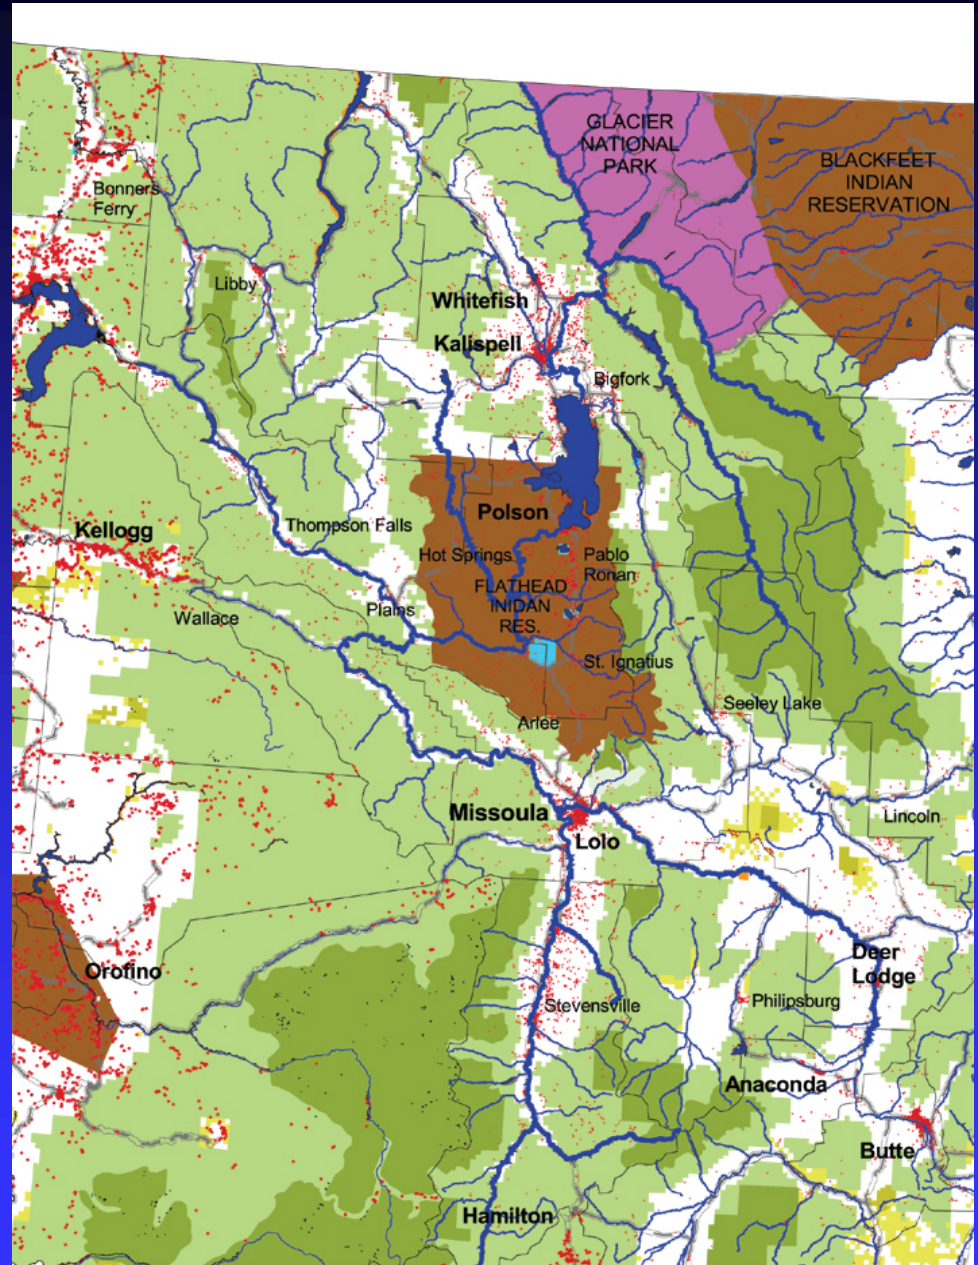 GLACIER
NATIONAL
PARK
BLACKFEET
INDIAN
RESERVATION
Bonners
Ferry
Libby
Whitefish
Kalispell
Bigfork
Polson
Thompson Falls
Kellogg
Hot Springs
Pablo
Ronan
FLATHEAD
INIDAN
RES.
Plains
Wallace
St. Ignatius
Seeley Lake
Arlee
Missoula
Lolo
Lincoln
Orofino
Deer
Lodge
Stevensville
Philipsburg
Anaconda
Butte
Hamilton